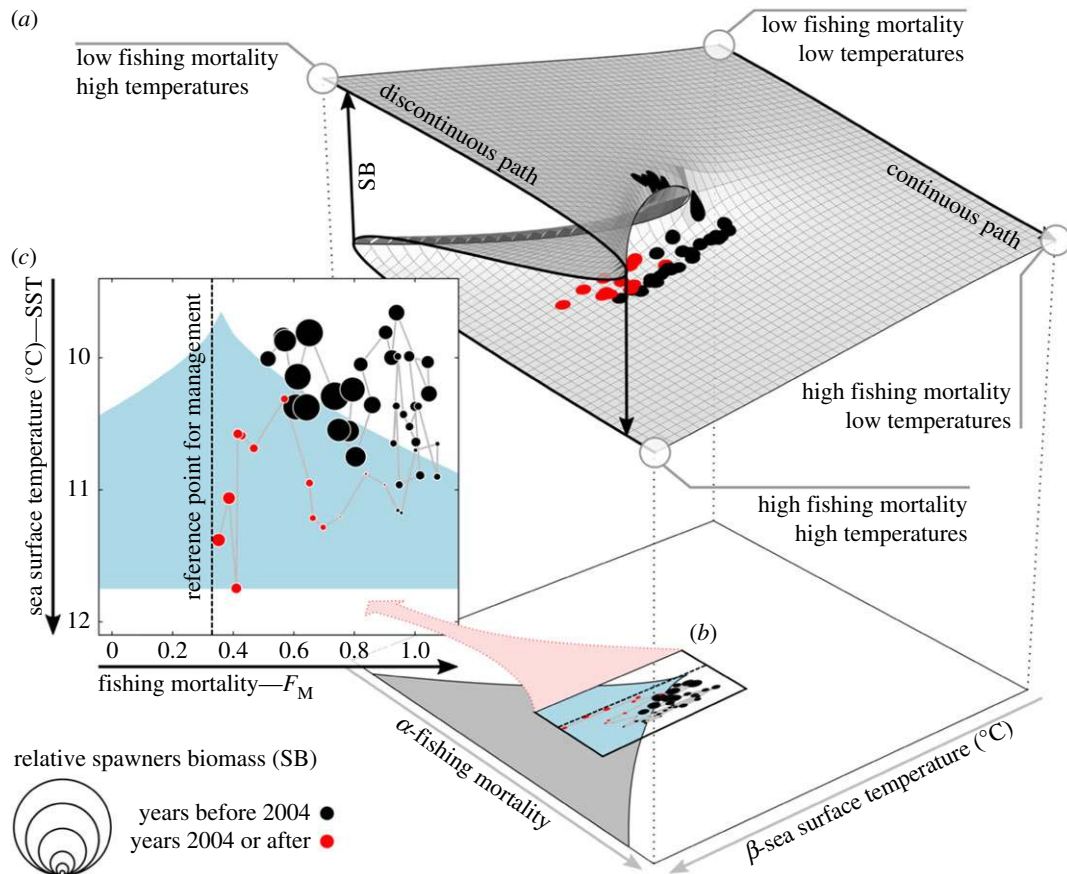 (a)
low fishing mortality
high temperatures
low fishing mortality
low temperatures
discontinuous path
continuous path
SB
high fishing mortality
low temperatures
high fishing mortality
high temperatures
(c)
sea surface temperature (°C)—SST
10
11
12
reference point for management
0 0.2 0.4 0.6 0.8 1.0
fishing mortality—FM
(b)
α-fishing mortality
β-sea surface temperature (°C)
relative spawners biomass (SB)
years before 2004
years 2004 or after